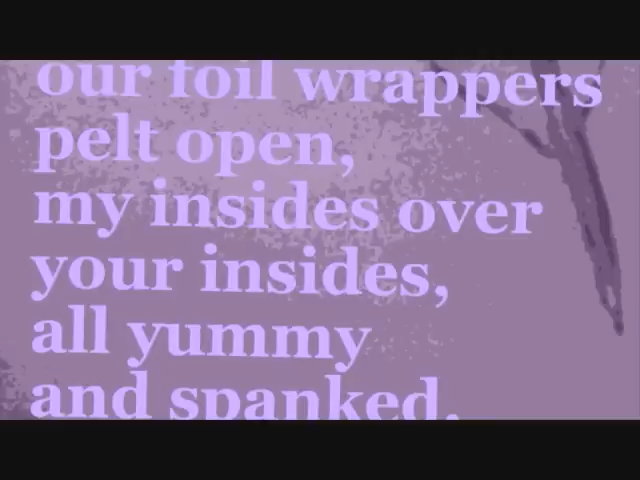 our foil wrappers
pelt open,
my insides over
your insides,
all yummy
and spanked.